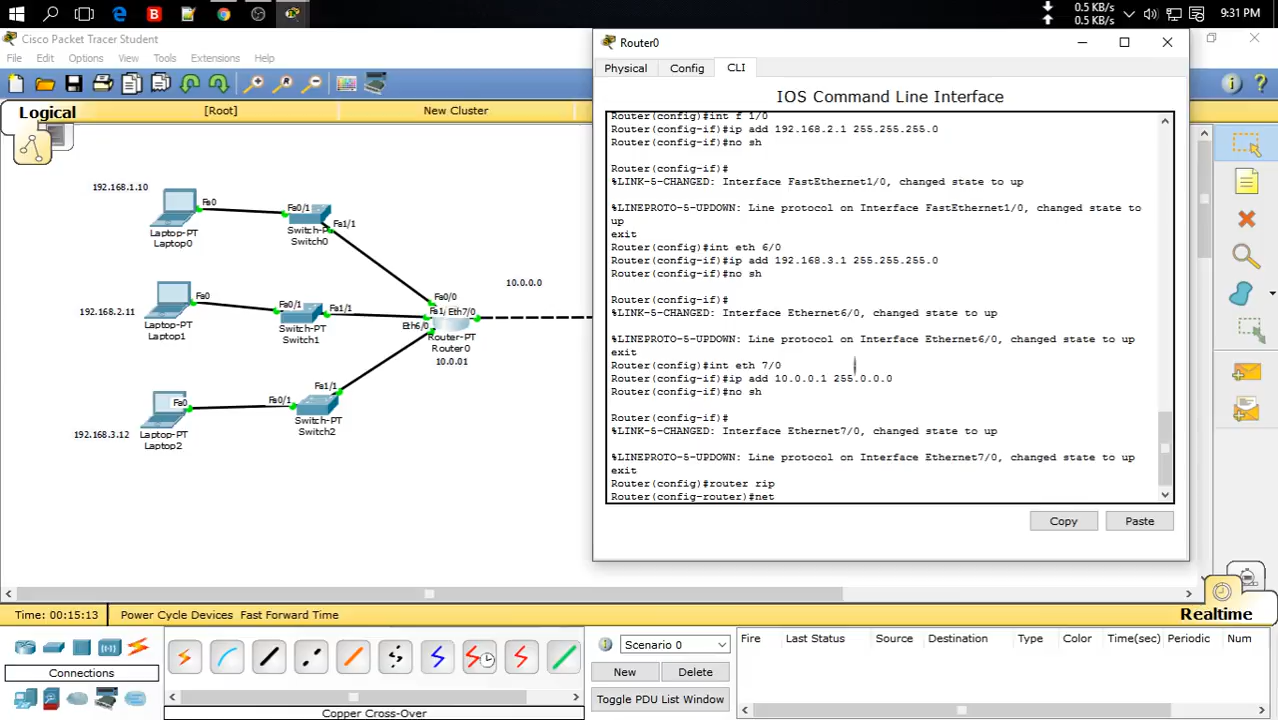 0.5 KB/s
0.5 KB/s
9:31 PM
Cisco Packet Tracer Student
File Edit Options View Tools Extensions Help
Logical
[Root]
New Cluster
192.168.1.10
Fa0
Laptop-PT
Laptop0
Fa0/1
Switch-P
Fa1/1
Switch0
192.168.2.11
Fa0
Laptop-PT
Laptop1
Fa0/1
Fa1/1
Switch-PT
Switch1
192.168.3.12
Fa0
Laptop-PT
Laptop2
Fa0/1
Fa1/1
Switch-PT
Switch2
10.0.0.0
Fa0/0
Fa1/ Eth7/0
Eth6/0
Router-PT
Router0
10.0.01
Router0
Physical Config CLI
IOS Command Line Interface
Router(config)#int f 1/0
Router(config-if)#ip add 192.168.2.1 255.255.255.0
Router(config-if)#no sh
Router(config-if)#
%LINK-5-CHANGED: Interface FastEthernet1/0, changed state to up
%LINEPROTO-5-UPDOWN: Line protocol on Interface FastEthernet1/0, changed state to
up
exit
Router(config)#int eth 6/0
Router(config-if)#ip add 192.168.3.1 255.255.255.0
Router(config-if)#no sh
Router(config-if)#
%LINK-5-CHANGED: Interface Ethernet6/0, changed state to up
%LINEPROTO-5-UPDOWN: Line protocol on Interface Ethernet6/0, changed state to up
exit
Router(config)#int eth 7/0
Router(config-if)#ip add 10.0.0.1 255.0.0.0
Router(config-if)#no sh
Router(config-if)#
%LINK-5-CHANGED: Interface Ethernet7/0, changed state to up
%LINEPROTO-5-UPDOWN: Line protocol on Interface Ethernet7/0, changed state to up
exit
Router(config)#router rip
Router(config-router)#net
Copy Paste
Time: 00:15:13 Power Cycle Devices Fast Forward Time
Realtime
Connections
Copper Cross-Over
Scenario 0
New Delete
Toggle PDU List Window
Fire Last Status Source Destination Type Color Time(sec) Periodic Num